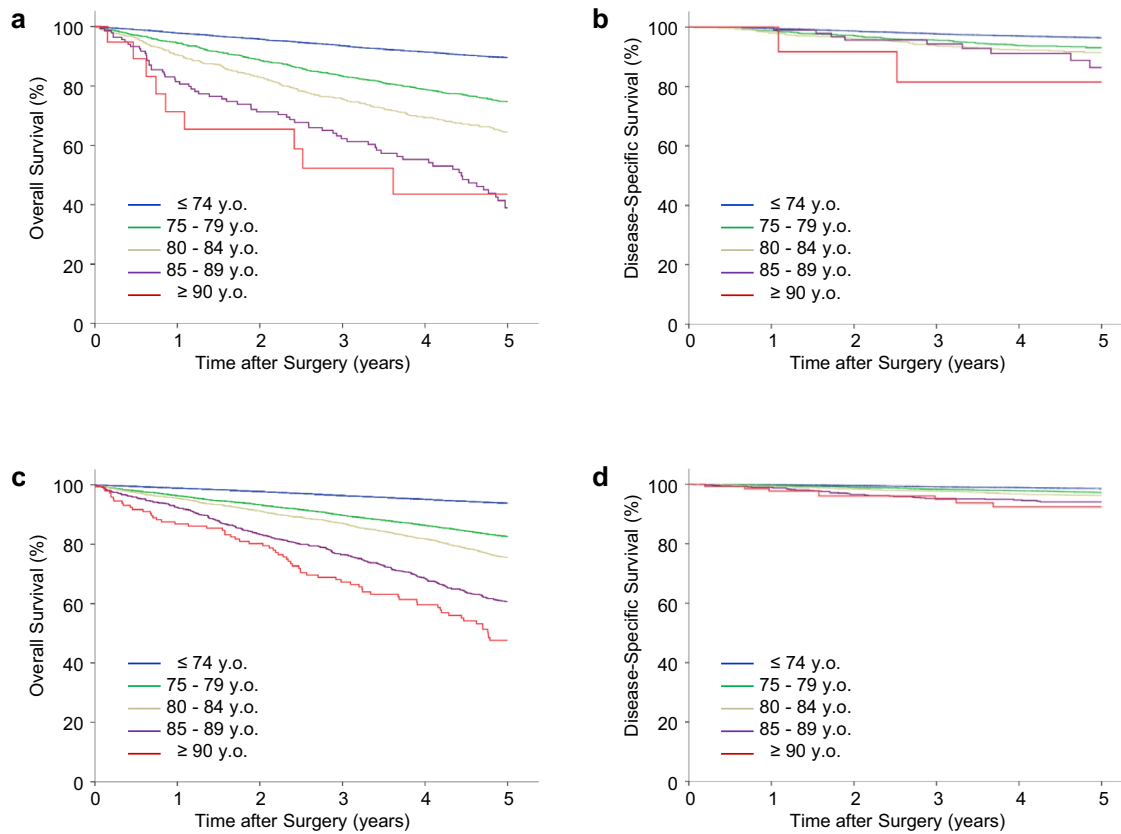 a
Overall Survival (%)
100
80
60
40
20
0
≤ 74 y.o.
75 - 79 y.o.
80 - 84 y.o.
85 - 89 y.o.
≥ 90 y.o.
0 1 2 3 4 5
Time after Surgery (years)
b
Disease-Specific Survival (%)
100
80
60
40
20
0
≤ 74 y.o.
75 - 79 y.o.
80 - 84 y.o.
85 - 89 y.o.
≥ 90 y.o.
0 1 2 3 4 5
Time after Surgery (years)
c
Overall Survival (%)
100
80
60
40
20
0
≤ 74 y.o.
75 - 79 y.o.
80 - 84 y.o.
85 - 89 y.o.
≥ 90 y.o.
0 1 2 3 4 5
Time after Surgery (years)
d
Disease-Specific Survival (%)
100
80
60
40
20
0
≤ 74 y.o.
75 - 79 y.o.
80 - 84 y.o.
85 - 89 y.o.
≥ 90 y.o.
0 1 2 3 4 5
Time after Surgery (years)